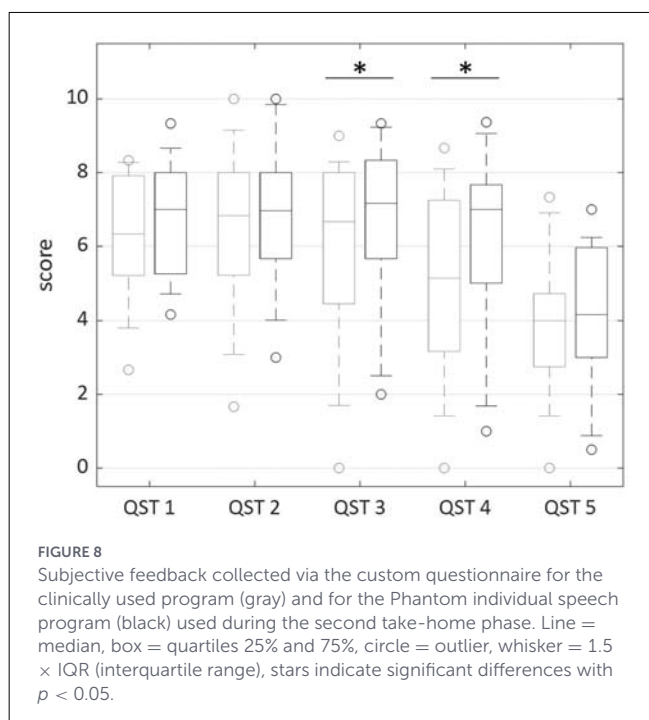 * *
10
8
6
4
2
0
score
QST 1 QST 2 QST 3 QST 4 QST 5
FIGURE 8
Subjective feedback collected via the custom questionnaire for the
clinically used program (gray) and for the Phantom individual speech
program (black) used during the second take-home phase. Line =
median, box = quartiles 25% and 75%, circle = outlier, whisker = 1.5
× IQR (interquartile range), stars indicate significant differences with
p < 0.05.